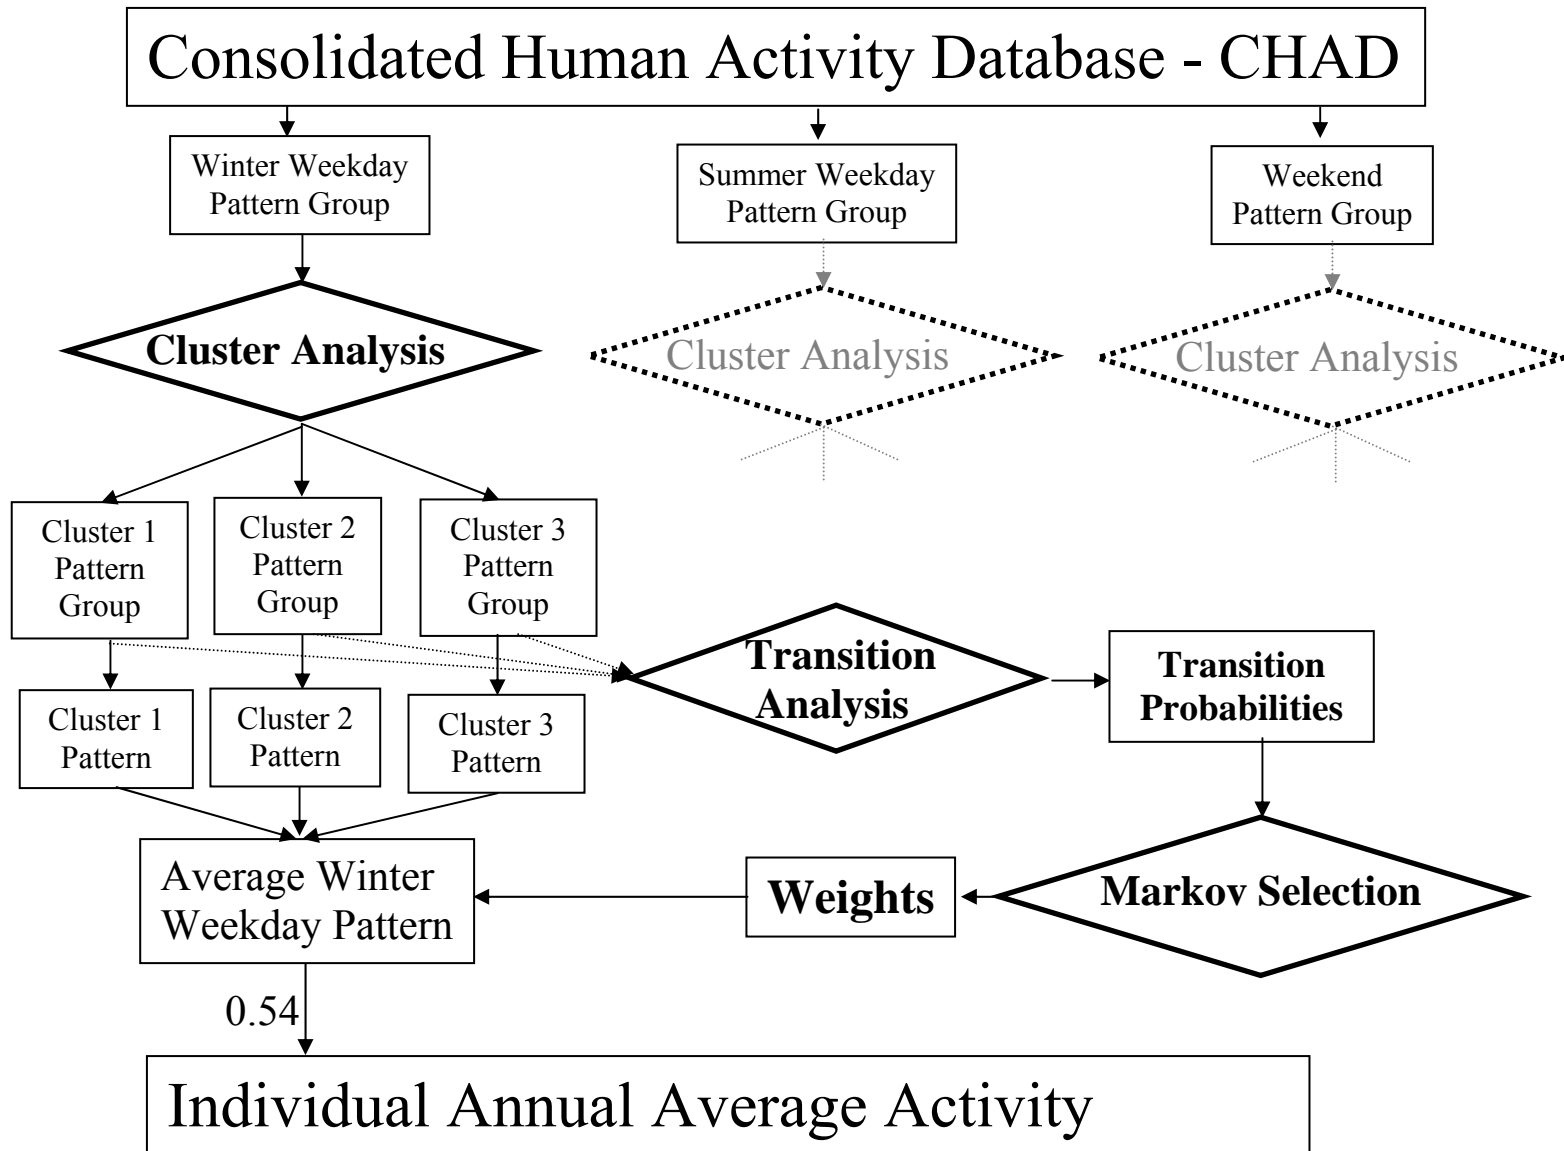 Consolidated Human Activity Database - CHAD
Winter Weekday
Pattern Group
Summer Weekday
Pattern Group
Weekend
Pattern Group
Cluster Analysis
Cluster Analysis
Cluster Analysis
Cluster 1
Pattern
Group
Cluster 2
Pattern
Group
Cluster 3
Pattern
Group
Transition
Analysis
Transition
Probabilities
Cluster 1
Pattern
Cluster 2
Pattern
Cluster 3
Pattern
Average Winter
Weekday Pattern
Weights
Markov Selection
0.54
Individual Annual Average Activity